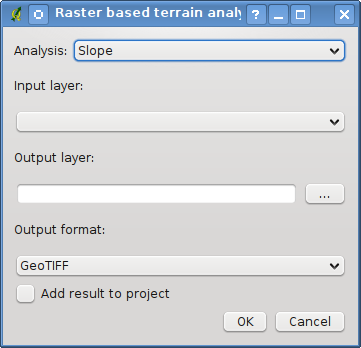 Raster based terrain analy
Analysis: Slope
Input layer:
Output layer:
...
Output format:
GeoTIFF
Add result to project
OK Cancel